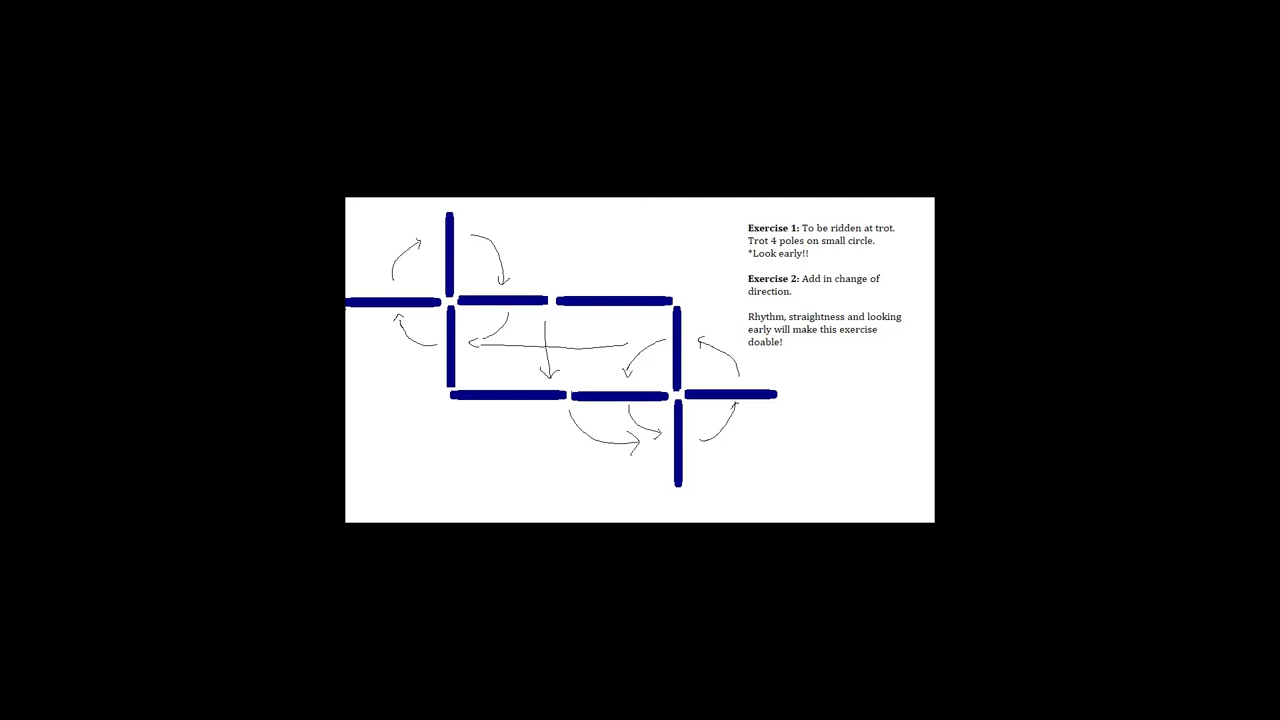 Exercise 1: To be ridden at trot.
Trot 4 poles on small circle.
*Look early!!
Exercise 2: Add in change of
direction.
Rhythm, straightness and looking
early will make this exercise
doable!